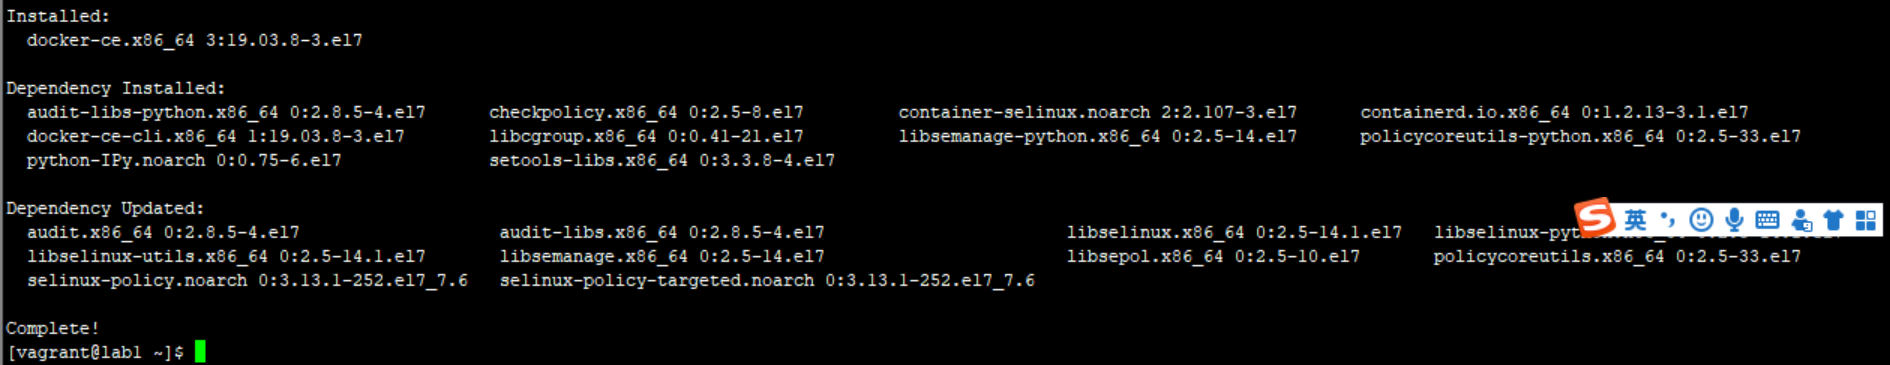 Installed:
docker-ce.x86_64 3:19.03.8-3.el7
Dependency Installed:
audit-libs-python.x86_64 0:2.8.5-4.el7 checkpolicy.x86_64 0:2.5-8.el7 container-selinux.noarch 2:2.107-3.el7 containerd.io.x86_64 0:1.2.13-3.1.el7
docker-ce-cli.x86_64 1:19.03.8-3.el7 libcgroup.x86_64 0:0.41-21.el7 libsemanage-python.x86_64 0:2.5-14.el7 policycoreutils-python.x86_64 0:2.5-33.el7
python-IPy.noarch 0:0.75-6.el7 setools-libs.x86_64 0:3.3.8-4.el7
Dependency Updated:
S 英
audit.x86_64 0:2.8.5-4.el7 audit-libs.x86_64 0:2.8.5-4.el7 libselinux.x86_64 0:2.5-14.1.el7
libselinux-utils.x86_64 0:2.5-14.1.el7 libsemanage.x86_64 0:2.5-14.el7 libsepol.x86_64 0:2.5-10.el7 policycoreutils.x86_64 0:2.5-33.el7
selinux-policy.noarch 0:3.13.1-252.el7_7.6 selinux-policy-targeted.noarch 0:3.13.1-252.el7_7.6
Complete!
[vagrant@lab1 ~]$